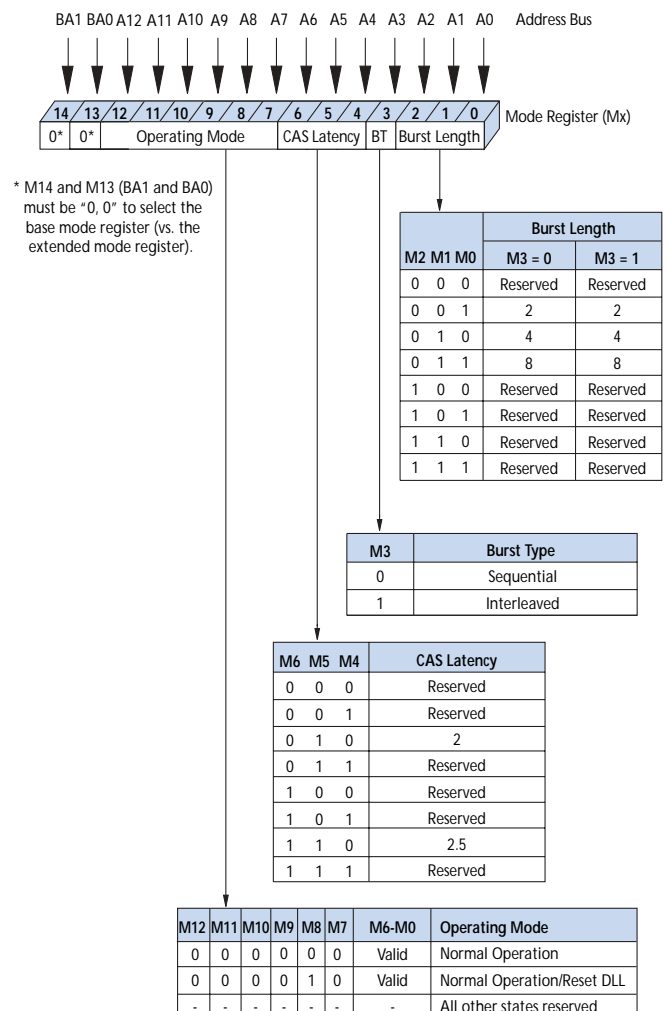 BA1 BA0 A12 A11 A10 A9 A8 A7 A6 A5 A4 A3 A2 A1 A0 Address Bus
14 13 12 11 10 9 8 7 6 5 4 3 2 1 0 Mode Register (Mx)
0* 0* Operating Mode CAS Latency BT Burst Length
* M14 and M13 (BA1 and BA0)
must be "0, 0" to select the
base mode register (vs. the
extended mode register).
Burst Length
M2 M1 M0 M3 = 0 M3 = 1
0 0 0 Reserved Reserved
0 0 1 2 2
0 1 0 4 4
0 1 1 8 8
1 0 0 Reserved Reserved
1 0 1 Reserved Reserved
1 1 0 Reserved Reserved
1 1 1 Reserved Reserved
M3 Burst Type
0 Sequential
1 Interleaved
M6 M5 M4 CAS Latency
0 0 0 Reserved
0 0 1 Reserved
0 1 0 2
0 1 1 Reserved
1 0 0 Reserved
1 0 1 Reserved
1 1 0 2.5
1 1 1 Reserved
M12 M11 M10 M9 M8 M7 M6-M0 Operating Mode
0 0 0 0 0 0 Valid Normal Operation
0 0 0 0 1 0 Valid Normal Operation/Reset DLL
- - - - - - - All other states reserved